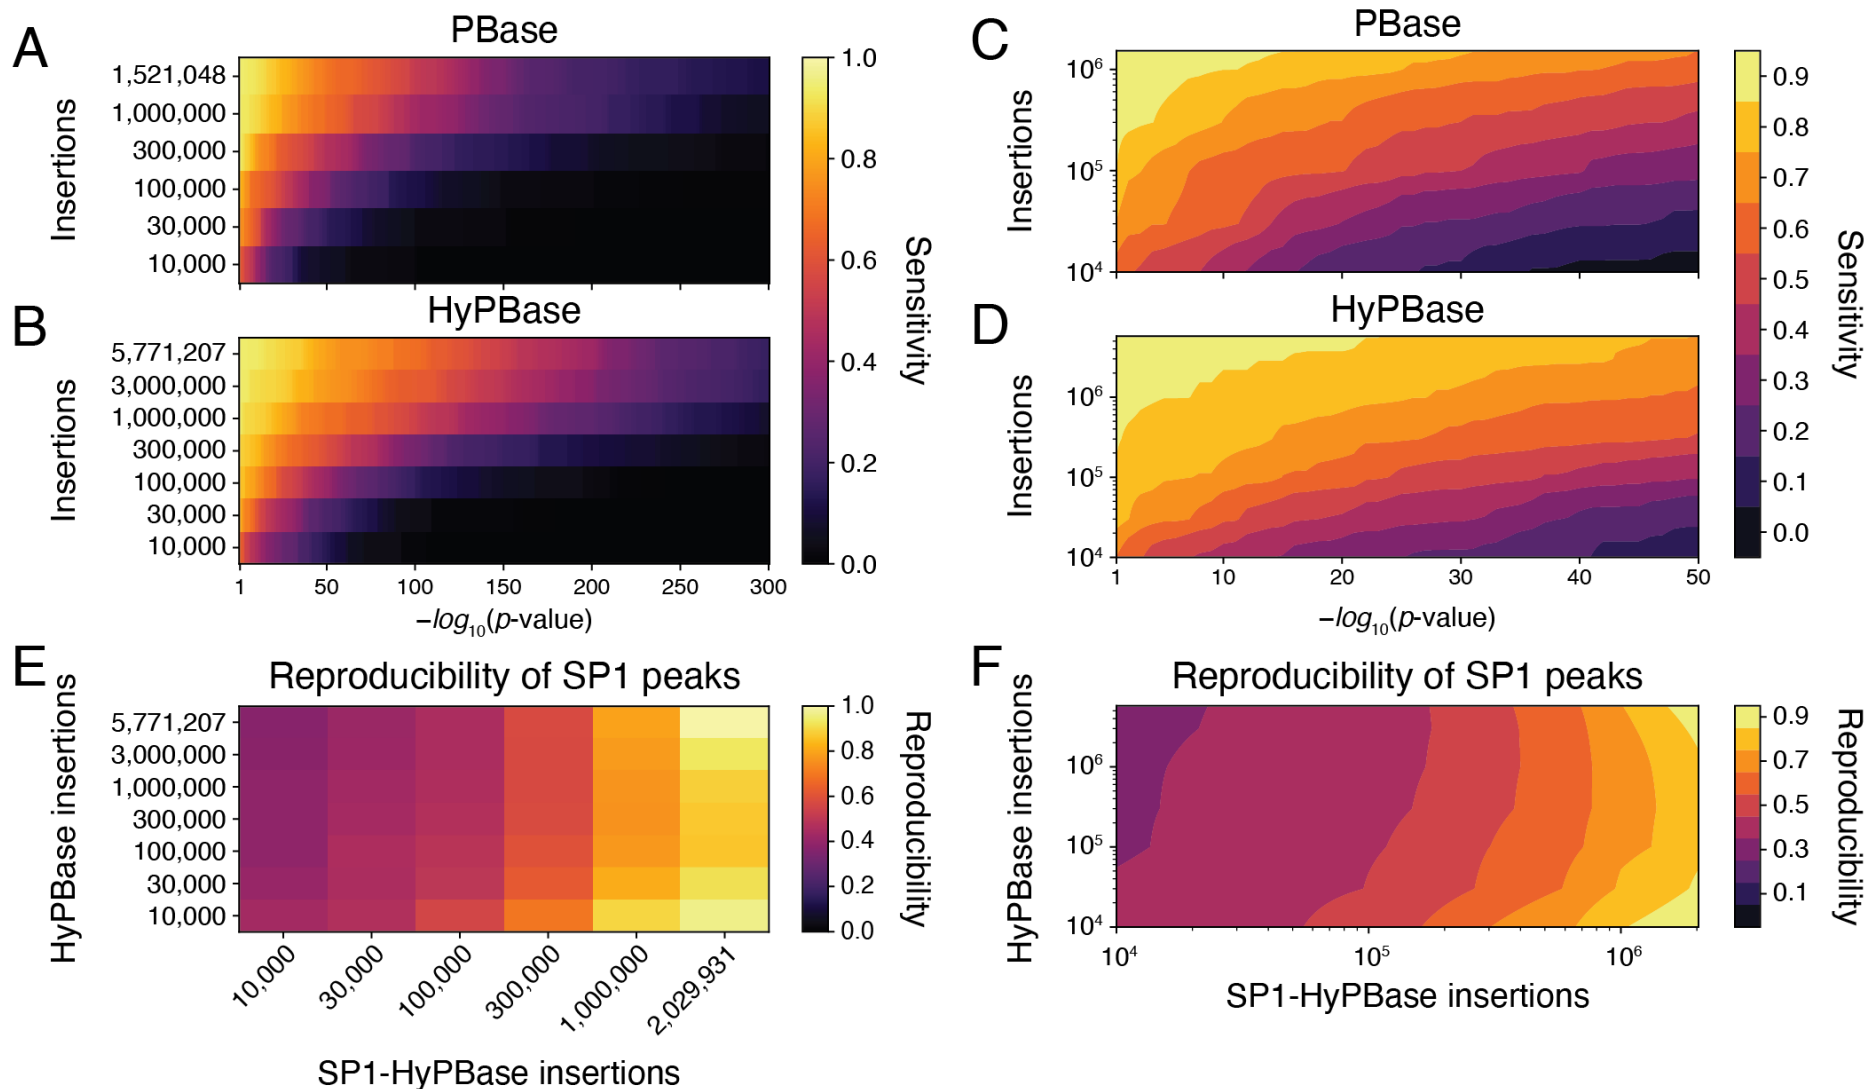 A
PBase
Insertions
1,521,048
1,000,000
300,000
100,000
30,000
10,000
B
HyPBase
Insertions
5,771,207
3,000,000
1,000,000
300,000
100,000
30,000
10,000
1 50 100 150 200 250 300
−log10(p-value)
1.0
0.8
0.6
0.4
0.2
0.0
Sensitivity
C
PBase
Insertions
10^6
10^5
10^4
D
HyPBase
Insertions
10^6
10^5
10^4
1 10 20 30 40 50
−log10(p-value)
0.9
0.8
0.7
0.6
0.5
0.4
0.3
0.2
0.1
0.0
Sensitivity
E
Reproducibility of SP1 peaks
HyPBase insertions
5,771,207
3,000,000
1,000,000
300,000
100,000
30,000
10,000
10,000 30,000 100,000 300,000 1,000,000 2,029,931
SP1-HyPBase insertions
1.0
0.8
0.6
0.4
0.2
0.0
Reproducibility
F
Reproducibility of SP1 peaks
HyPBase insertions
10^6
10^5
10^4
10^4 10^5 10^6
SP1-HyPBase insertions
0.9
0.7
0.5
0.3
0.1
Reproducibility